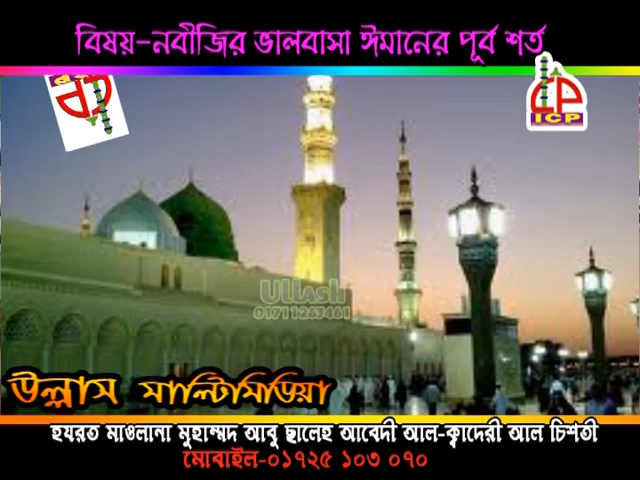 বিষয়-নবীজির ভালবাসা ঈমানের পূর্ব শর্ত
ICP
Ullash
01711263461
উল্লাস মাল্টিমিডিয়া
হযরত মাওলানা মুহাম্মদ আবু ছালেহ আবেদী আল-ক্বাদেরী আল চিশতী
মোবাইল-০১৭২৫ ১০৩ ০৭০